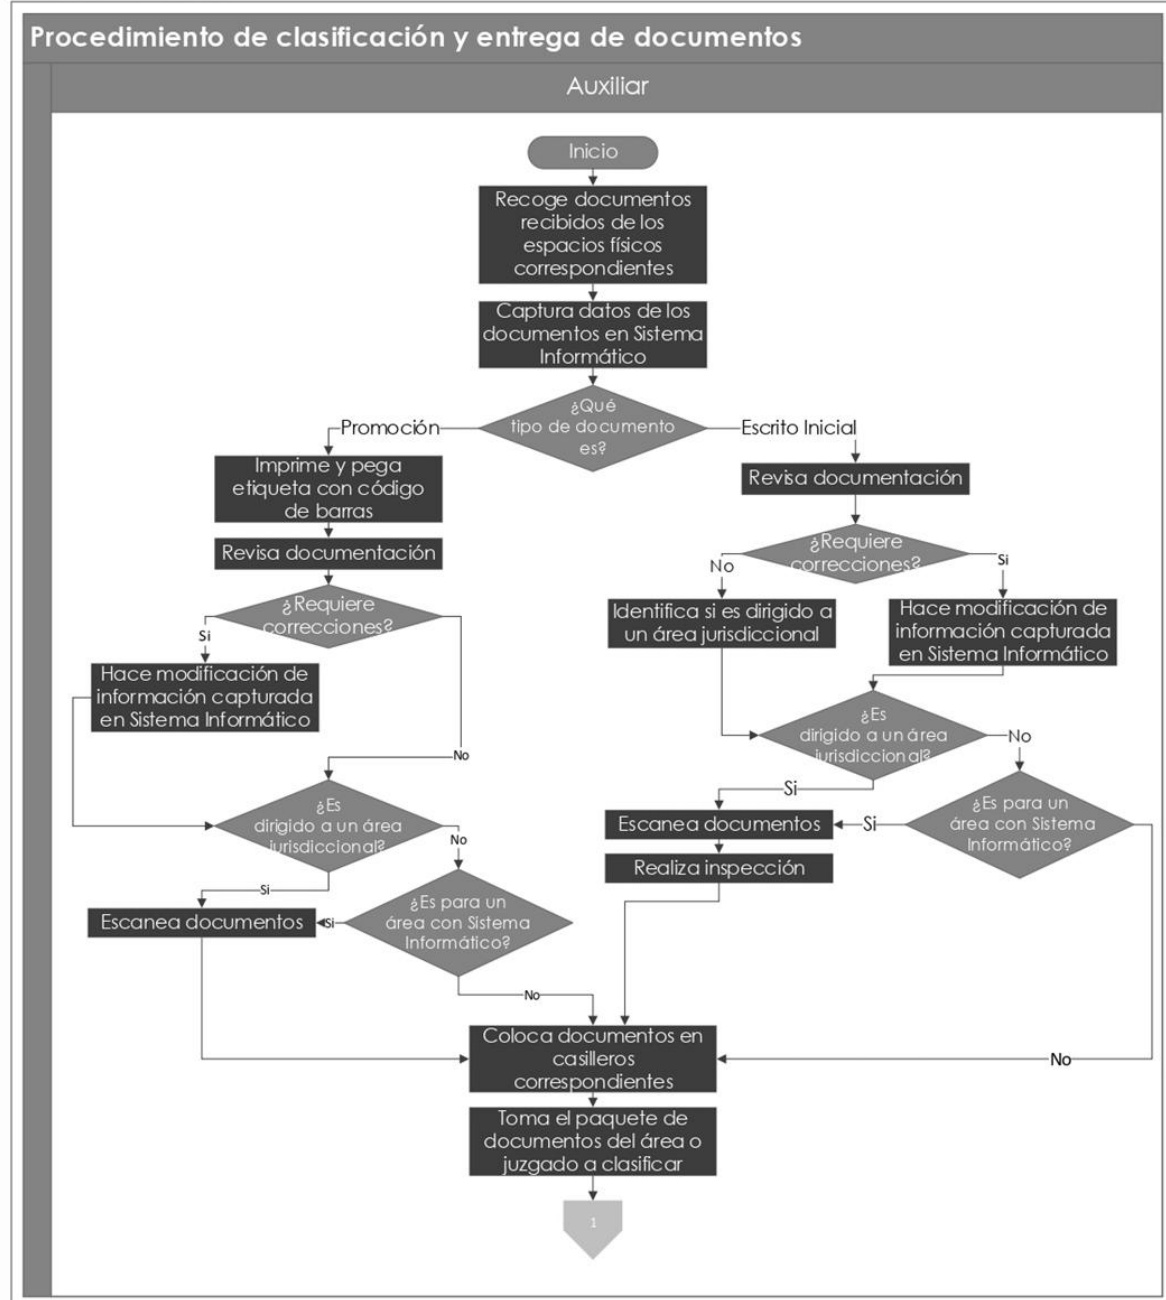 Procedimiento de clasificación y entrega de documentos
Auxiliar
Inicio
Recoge documentos
recibidos de los
espacios físicos
correspondientes
Captura datos de los
documentos en Sistema
Informático
¿Qué
tipo de documento
es?
Promoción
Escrito Inicial
Imprime y pega
etiqueta con código
de barras
Revisa documentación
¿Requiere
correcciones?
Si
Hace modificación de
información capturada
en Sistema Informático
No
¿Es
dirigido a un área
jurisdiccional?
No
Si
Escanea documentos
Si
¿Es para un
área con Sistema
Informático?
No
Revisa documentación
¿Requiere
correcciones?
No
Si
Identifica si es dirigido a
un área jurisdiccional
Hace modificación de
información capturada
en Sistema Informático
¿Es
dirigido a un área
jurisdiccional?
No
Si
Escanea documentos
Si
¿Es para un
área con Sistema
Informático?
Realiza inspección
No
Coloca documentos en
casilleros
correspondientes
Toma el paquete de
documentos del área o
juzgado a clasificar
1